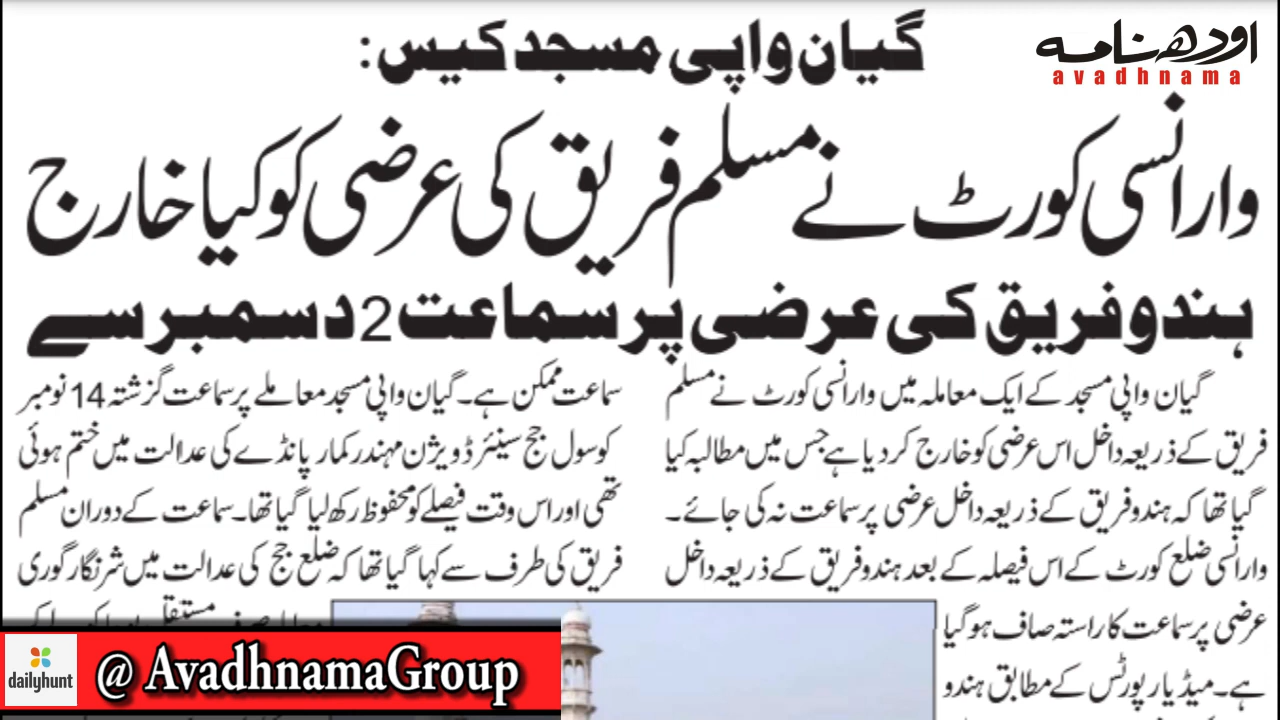 اودھ نامہ
avadhnama
گیان واپی مسجد کیس:
وارانسی کورٹ نے مسلم فریق کی عرضی کو کیا خارج
ہندو فریق کی عرضی پر سماعت 2 دسمبر سے
گیان واپی مسجد کے ایک معاملہ میں وارانسی کورٹ نے مسلم
فریق کے ذریعہ داخل اس عرضی کو خارج کر دیا ہے جس میں مطالبہ کیا
گیا تھا کہ ہندو فریق کے ذریعہ داخل عرضی پر سماعت نہ کی جائے۔
وارانسی ضلع کورٹ کے اس فیصلہ کے بعد ہندو فریق کے ذریعہ داخل
عرضی پر سماعت کا راستہ صاف ہو گیا
ہے۔ میڈیا رپورٹس کے مطابق ہندو
سماعت ممکن ہے۔ گیان واپی مسجد معاملے پر سماعت گزشتہ 14 نومبر
کو سول جج سینئر ڈویژن مہندر کمار پانڈے کی عدالت میں ختم ہوئی
تھی اور اس وقت فیصلے کو محفوظ رکھ لیا گیا تھا۔ سماعت کے دوران مسلم
فریق کی طرف سے کہا گیا تھا کہ ضلع جج کی عدالت میں شرنگار گوری
dailyhunt
@ AvadhnamaGroup